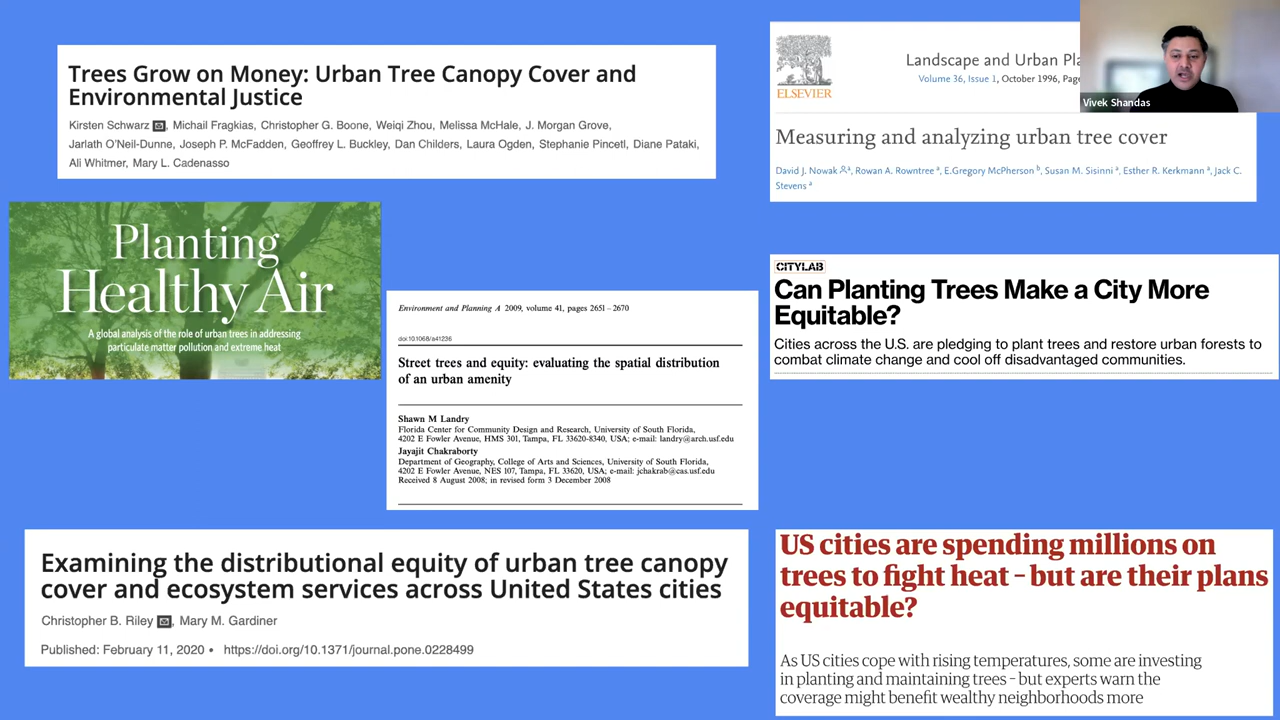 Trees Grow on Money: Urban Tree Canopy Cover and
Environmental Justice
Kirsten Schwarz, Michail Fragkias, Christopher G. Boone, Weiqi Zhou, Melissa McHale, J. Morgan Grove,
Jarlath O'Neil-Dunne, Joseph P. McFadden, Geoffrey L. Buckley, Dan Childers, Laura Ogden, Stephanie Pincetl, Diane Pataki,
Ali Whitmer, Mary L. Cadenasso
ELSEVIER
Landscape and Urban Pla
Volume 36, Issue 1, October 1996, Page
Vivek Shandas
Measuring and analyzing urban tree cover
David J. Nowak a, Rowan A. Rowntree a, E.Gregory McPherson b, Susan M. Sisinni a, Esther R. Kerkmann a, Jack C.
Stevens a
Planting
Healthy Air
A global analysis of the role of urban trees in addressing
particulate matter pollution and extreme heat
Environment and Planning A 2009, volume 41, pages 2651 – 2670
doi:10.1068/a41236
Street trees and equity: evaluating the spatial distribution
of an urban amenity
Shawn M Landry
Florida Center for Community Design and Research, University of South Florida,
4202 E Fowler Avenue, HMS 301, Tampa, FL 33620-8340, USA; e-mail: landry@arch.usf.edu
Jayajit Chakraborty
Department of Geography, College of Arts and Sciences, University of South Florida,
4202 E Fowler Avenue, NES 107, Tampa, FL 33620, USA; e-mail: jchakrab@cas.usf.edu
Received 8 August 2008; in revised form 3 December 2008
CITYLAB
Can Planting Trees Make a City More
Equitable?
Cities across the U.S. are pledging to plant trees and restore urban forests to
combat climate change and cool off disadvantaged communities.
Examining the distributional equity of urban tree canopy
cover and ecosystem services across United States cities
Christopher B. Riley, Mary M. Gardiner
Published: February 11, 2020 • https://doi.org/10.1371/journal.pone.0228499
US cities are spending millions on
trees to fight heat – but are their plans
equitable?
As US cities cope with rising temperatures, some are investing
in planting and maintaining trees – but experts warn the
coverage might benefit wealthy neighborhoods more